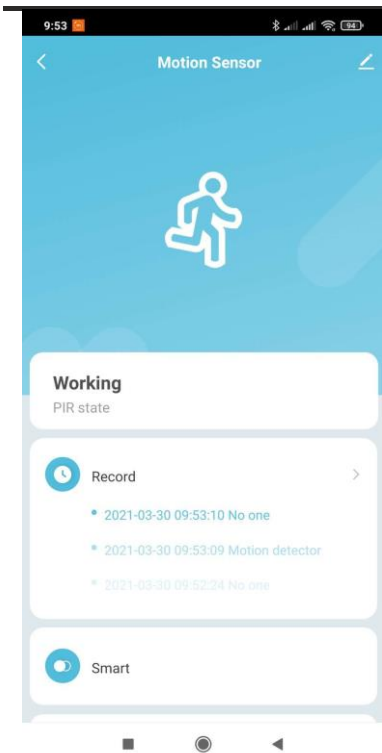 9:53
94
Motion Sensor
Working
PIR state
Record
2021-03-30 09:53:10 No one
2021-03-30 09:53:09 Motion detector
2021-03-30 09:52:24 No one
Smart